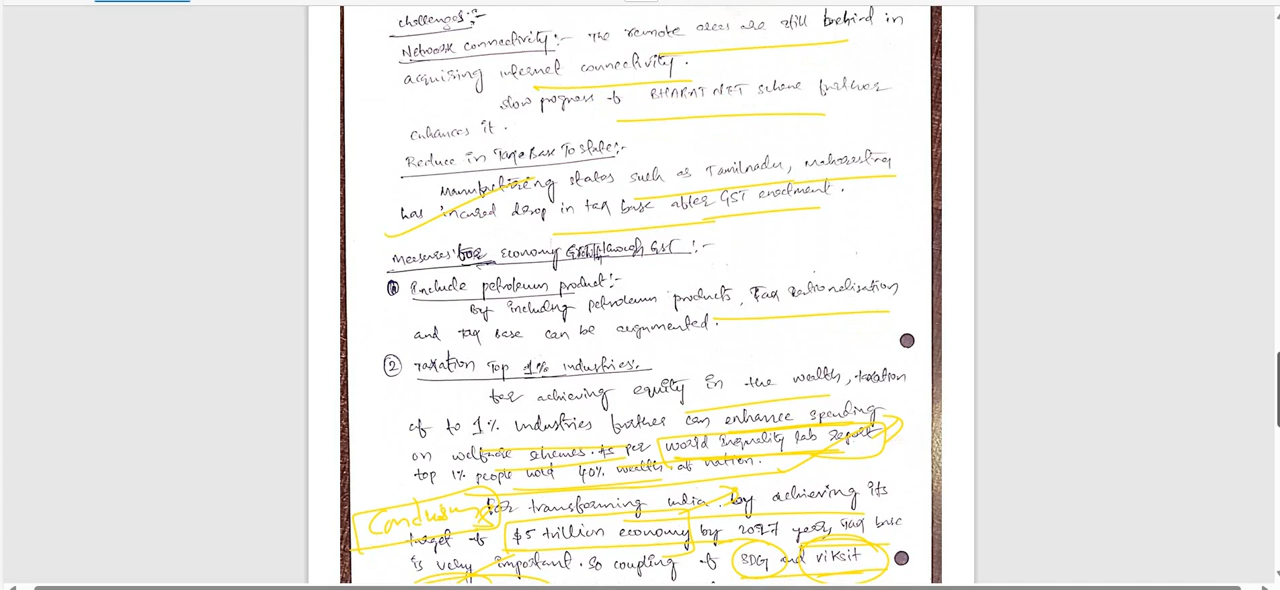 challenges:-
Network connectivity:- The remote areas are still behind in
acquiring internet connectivity.
slow progress of BHARATNET scheme further
enhances it.
Reduce in Tax Base To State:-
Manufacturing states such as Tamilnadu, Maharashtra
has incured drop in tax base after GST enactment.
Measures for economy through GST :-
① Include petroleum product:-
By including petroleum products, Tax Rationalisation
and Tax Base can be augmented.
② Taxation Top 1% industries.
For achieving equity in the wealth, taxation
of to 1% industries further can enhance spending
on welfare schemes. As per World Inequality lab Report
top 1% people hold 40% wealth of nation.
Conclusion
For transforming India by achieving its
target of $5 trillion economy by 2027 year, Tax base
is very important. So coupling of SDG and viksit